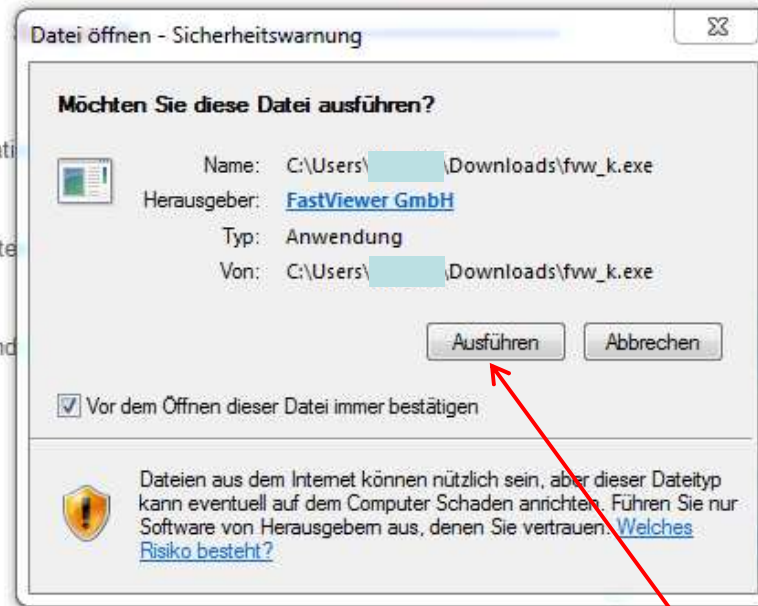 Datei öffnen - Sicherheitswarnung
Möchten Sie diese Datei ausführen?
Name: C:\Users\ \Downloads\fvw_k.exe
Herausgeber: FastViewer GmbH
Typ: Anwendung
Von: C:\Users\ \Downloads\fvw_k.exe
Ausführen Abbrechen
Vor dem Öffnen dieser Datei immer bestätigen
Dateien aus dem Internet können nützlich sein, aber dieser Dateityp
kann eventuell auf dem Computer Schaden anrichten. Führen Sie nur
Software von Herausgebern aus, denen Sie vertrauen. Welches
Risiko besteht?